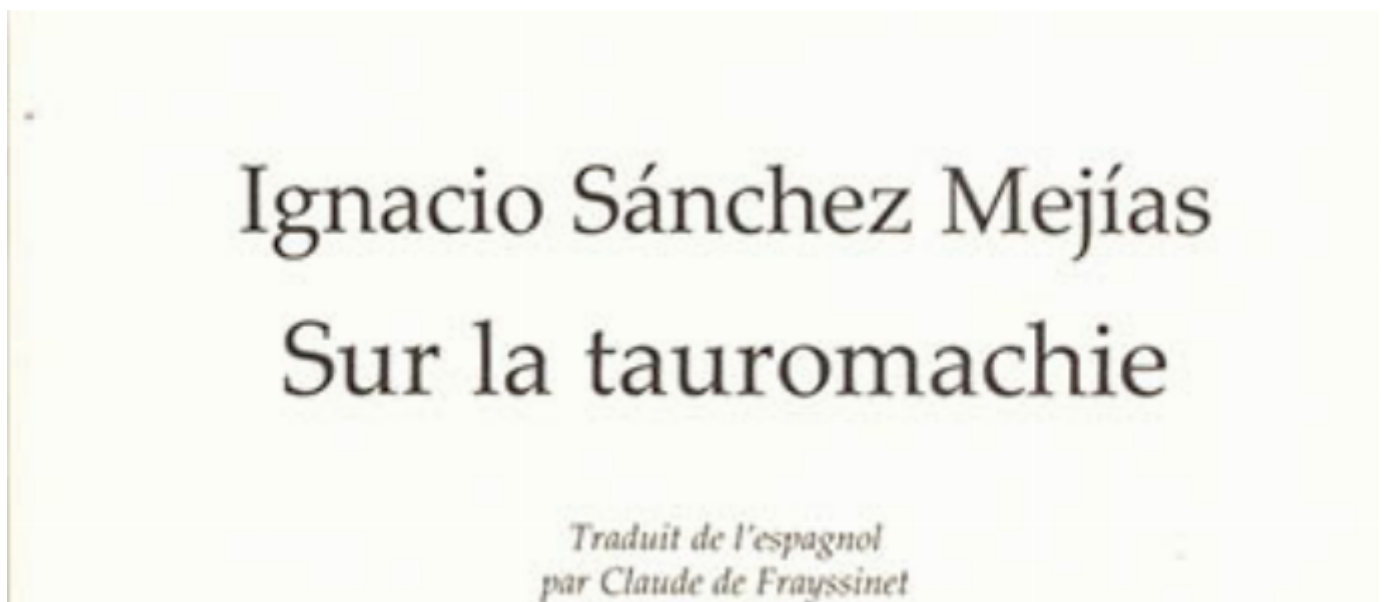 Ignacio Sánchez Mejías
Sur la tauromachie
Traduit de l'espagnol
par Claude de Frayssinet